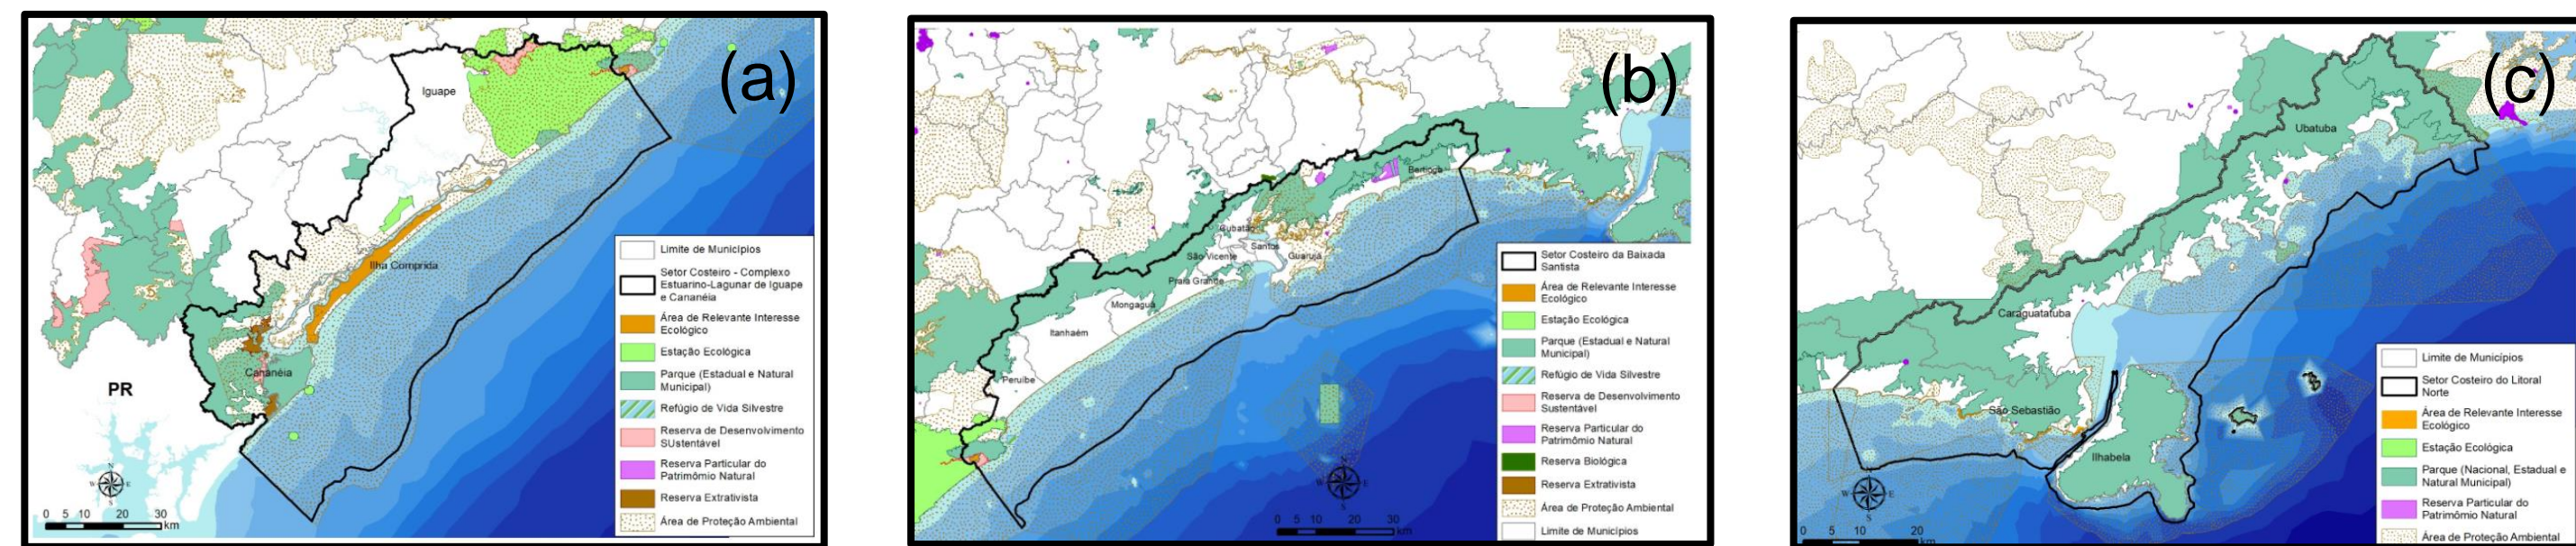 (a)
Iguape
Ilha Comprida
Cananéia
PR
N
W
E
S
0 5 10 20 30
km
Limite de Municípios
Setor Costeiro - Complexo
Estuarino-Lagunar de Iguape
e Cananéia
Área de Relevante Interesse
Ecológico
Estação Ecológica
Parque (Estadual e Natural
Municipal)
Refúgio de Vida Silvestre
Reserva de Desenvolvimento
SUstentável
Reserva Particular do
Patrimômio Natural
Reserva Extrativista
Área de Proteção Ambiental
(b)
Bertioga
Cubatão
Santos
São Vicente
Guarujá
Praia Grande
Mongaguá
Itanhaém
Peruíbe
N
W
E
S
0 5 10 20 30
km
Setor Costeiro da Baixada
Santista
Área de Relevante Interesse
Ecológico
Estação Ecológica
Parque (Estadual e Natural
Municipal)
Refúgio de Vida Silvestre
Reserva de Desenvolvimento
Sustentável
Reserva Particular do
Patrimômio Natural
Reserva Biológica
Reserva Extrativista
Área de Proteção Ambiental
Limite de Municípios
(c)
Ubatuba
Caraguatatuba
São Sebastião
Ilhabela
N
W
E
S
0 5 10 20
km
Limite de Municípios
Setor Costeiro do Litoral
Norte
Área de Relevante Interesse
Ecológico
Estação Ecológica
Parque (Nacional, Estadual e
Natural Municipal)
Reserva Particular do
Patrimômio Natural
Área de Proteção Ambiental